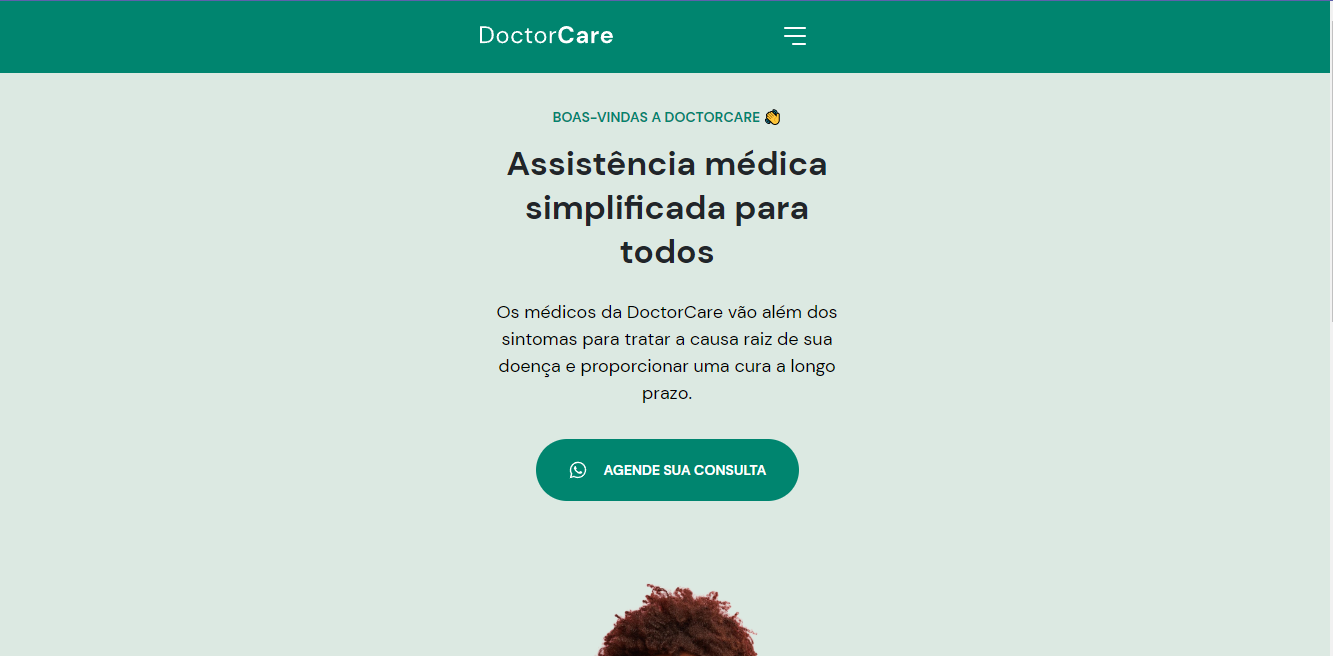 DoctorCare
BOAS-VINDAS A DOCTORCARE 👏
Assistência médica
simplificada para
todos
Os médicos da DoctorCare vão além dos
sintomas para tratar a causa raiz de sua
doença e proporcionar uma cura a longo
prazo.
AGENDE SUA CONSULTA